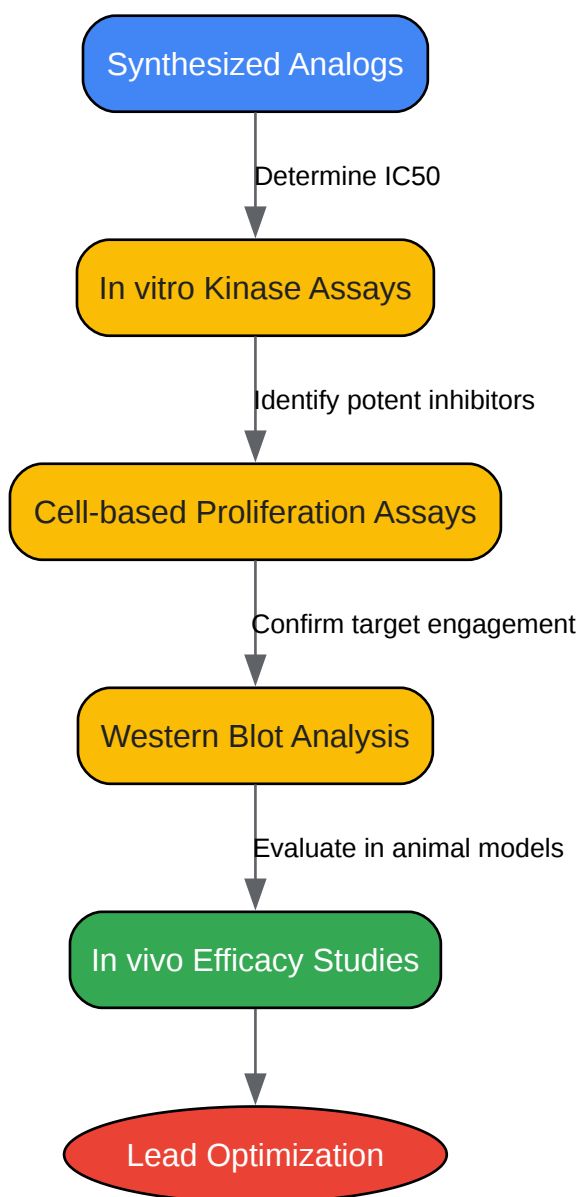 Synthesized Analogs
Determine IC50
In vitro Kinase Assays
Identify potent inhibitors
Cell-based Proliferation Assays
Confirm target engagement
Western Blot Analysis
Evaluate in animal models
In vivo Efficacy Studies
Lead Optimization